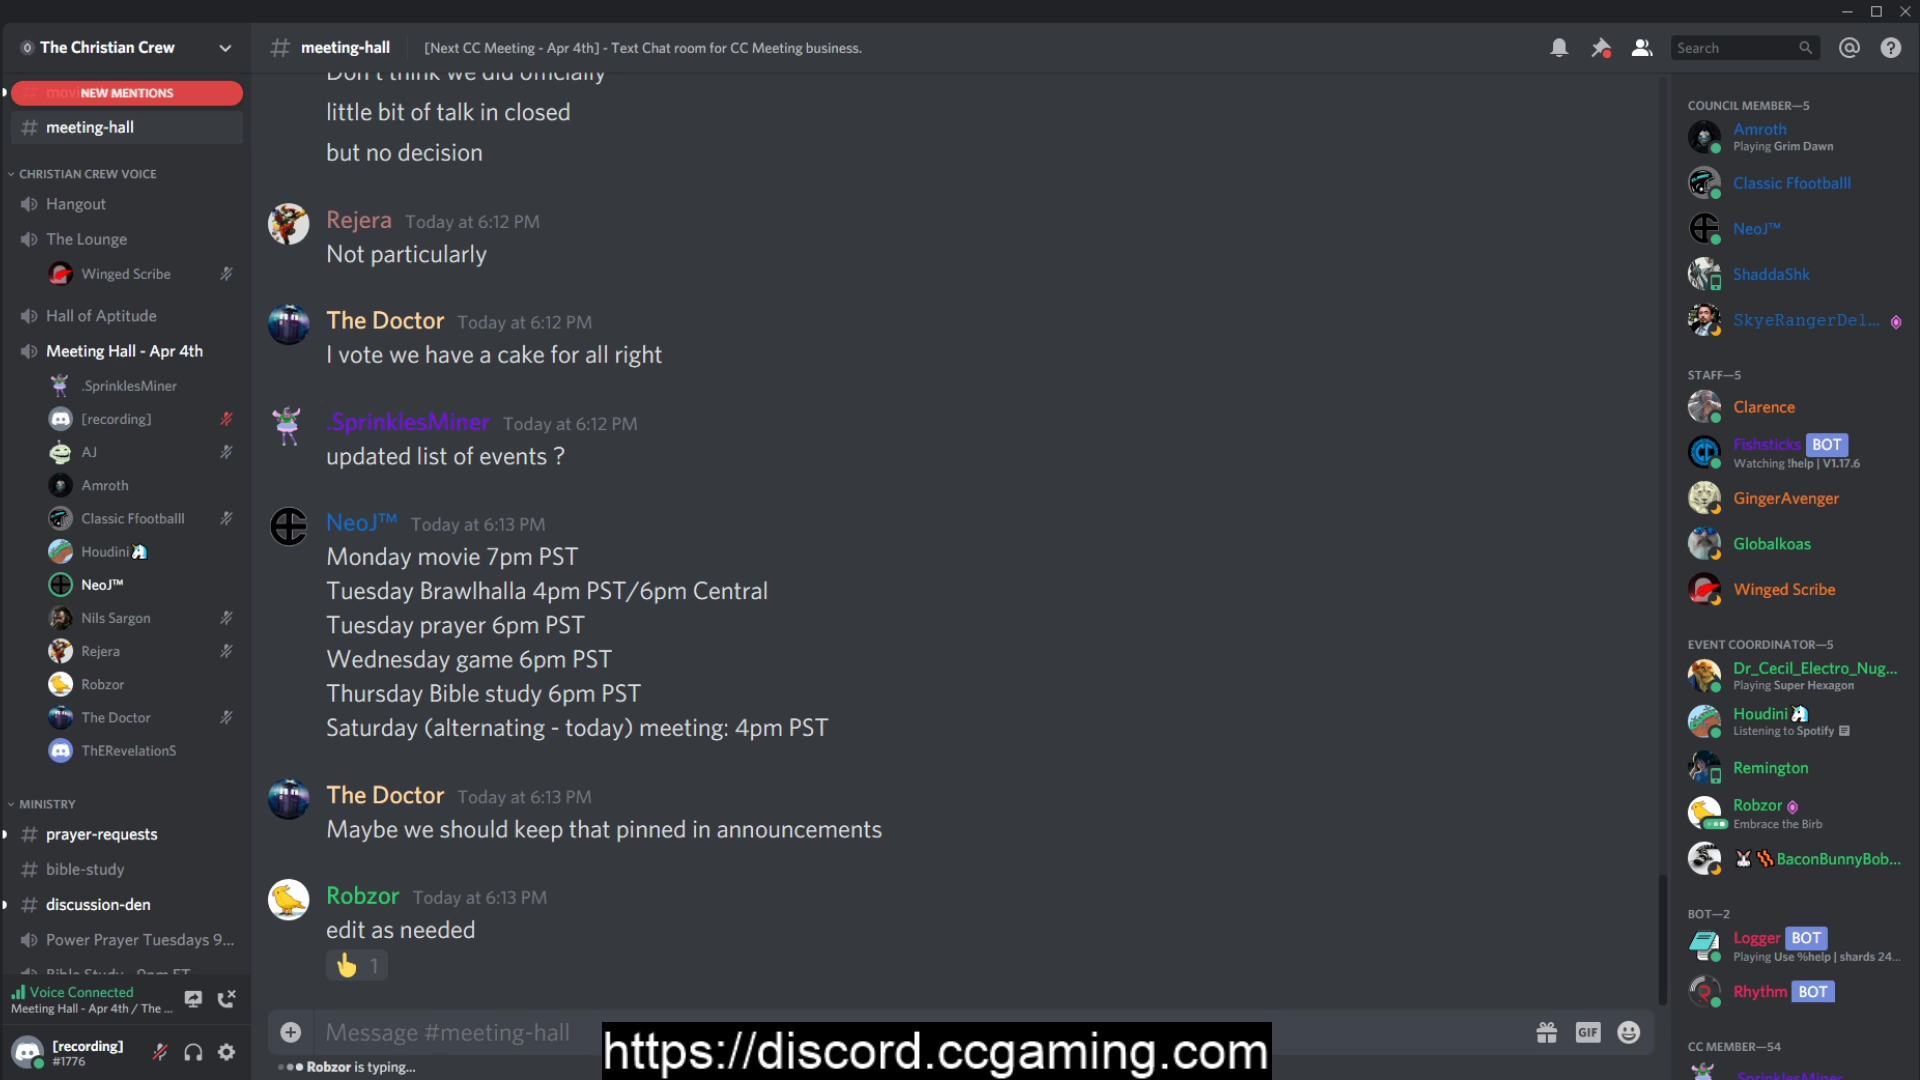 The Christian Crew
NEW MENTIONS
meeting-hall
CHRISTIAN CREW VOICE
Hangout
The Lounge
Winged Scribe
Hall of Aptitude
Meeting Hall - Apr 4th
.SprinklesMiner
[recording]
AJ
Amroth
Classic Ffootballl
Houdini🦄
NeoJ™
Nils Sargon
Rejera
Robzor
The Doctor
ThERevelationS
MINISTRY
prayer-requests
bible-study
discussion-den
Power Prayer Tuesdays 9...
Voice Connected
Meeting Hall - Apr 4th / The ...
[recording]
#1776
# meeting-hall [Next CC Meeting - Apr 4th] - Text Chat room for CC Meeting business.
Search
Don't think we did officially
little bit of talk in closed
but no decision
Rejera Today at 6:12 PM
Not particularly
The Doctor Today at 6:12 PM
I vote we have a cake for all right
.SprinklesMiner Today at 6:12 PM
updated list of events ?
NeoJ™ Today at 6:13 PM
Monday movie 7pm PST
Tuesday Brawlhalla 4pm PST/6pm Central
Tuesday prayer 6pm PST
Wednesday game 6pm PST
Thursday Bible study 6pm PST
Saturday (alternating - today) meeting: 4pm PST
The Doctor Today at 6:13 PM
Maybe we should keep that pinned in announcements
Robzor Today at 6:13 PM
edit as needed
1
Message #meeting-hall
GIF
Robzor is typing...
https://discord.ccgaming.com
COUNCIL MEMBER—5
Amroth
Playing Grim Dawn
Classic Ffootballl
NeoJ™
ShaddaShk
SkyeRangerDel...
STAFF—5
Clarence
Fishsticks BOT
Watching !help | V1.17.6
GingerAvenger
Globalkoas
Winged Scribe
EVENT COORDINATOR—5
Dr_Cecil_Electro_Nug...
Playing Super Hexagon
Houdini🦄
Listening to Spotify
Remington
Robzor
Embrace the Birb
🐰🥓BaconBunnyBob...
BOT—2
Logger BOT
Playing Use %help | shards 24...
Rhythm BOT
CC MEMBER—54
.SprinklesMiner